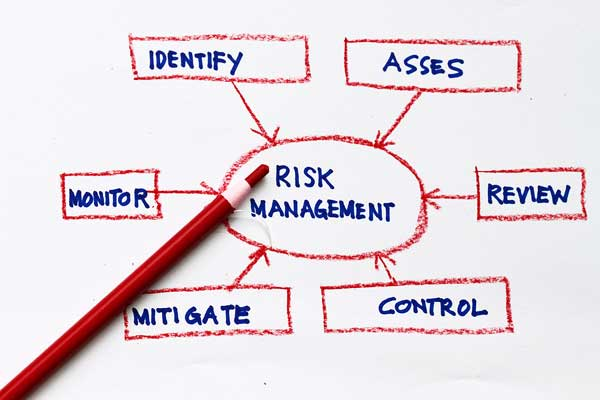 IDENTIFY
ASSES
RISK
MANAGEMENT
MONITOR
REVIEW
MITIGATE
CONTROL